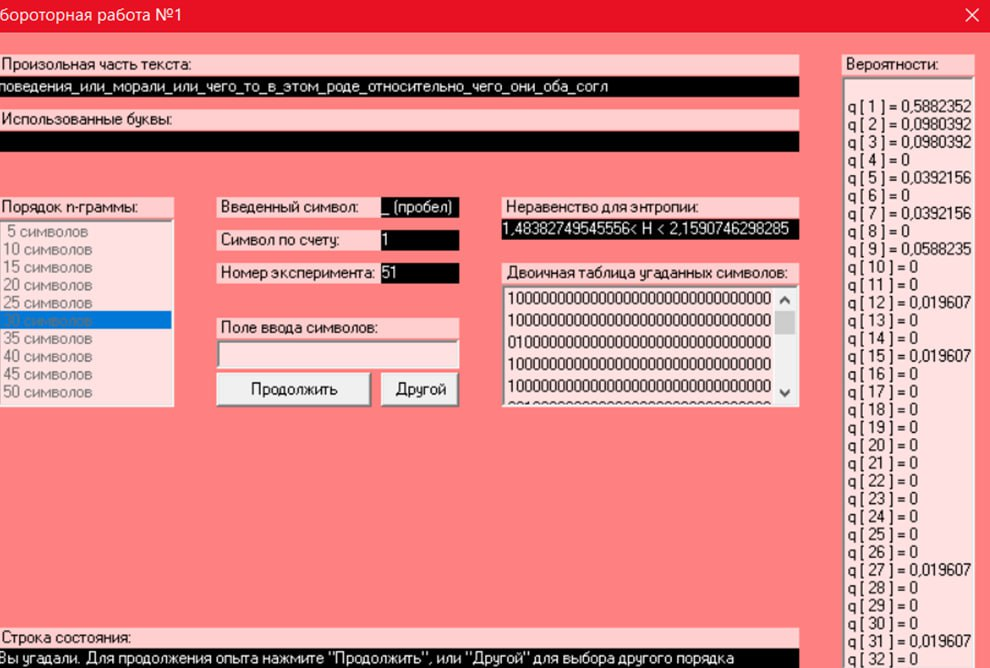 бороторная работа №1
Произольная часть текста:
поведения_или_морали_или_чего_то_в_этом_роде_относительно_чего_они_оба_согл
Использованные буквы:
Порядок n-граммы:
5 символов
10 символов
15 символов
20 символов
25 символов
30 символов
35 символов
40 символов
45 символов
50 символов
Введенный символ: _ (пробел)
Символ по счету: 1
Номер эксперимента: 51
Поле ввода символов:
Продолжить Другой
Неравенство для энтропии:
1,48382749545556< H < 2,1590746298285
Двоичная таблица угаданных символов:
100000000000000000000000000000000
100000000000000000000000000000000
010000000000000000000000000000000
100000000000000000000000000000000
100000000000000000000000000000000
Вероятности:
q [ 1 ] = 0,5882352
q [ 2 ] = 0,0980392
q [ 3 ] = 0,0980392
q [ 4 ] = 0
q [ 5 ] = 0,0392156
q [ 6 ] = 0
q [ 7 ] = 0,0392156
q [ 8 ] = 0
q [ 9 ] = 0,0588235
q [ 10 ] = 0
q [ 11 ] = 0
q [ 12 ] = 0,019607
q [ 13 ] = 0
q [ 14 ] = 0
q [ 15 ] = 0,019607
q [ 16 ] = 0
q [ 17 ] = 0
q [ 18 ] = 0
q [ 19 ] = 0
q [ 20 ] = 0
q [ 21 ] = 0
q [ 22 ] = 0
q [ 23 ] = 0
q [ 24 ] = 0
q [ 25 ] = 0
q [ 26 ] = 0
q [ 27 ] = 0,019607
q [ 28 ] = 0
q [ 29 ] = 0
q [ 30 ] = 0
q [ 31 ] = 0,019607
q [ 32 ] = 0
Строка состояния:
Вы угадали. Для продолжения опыта нажмите "Продолжить", или "Другой" для выбора другого порядка